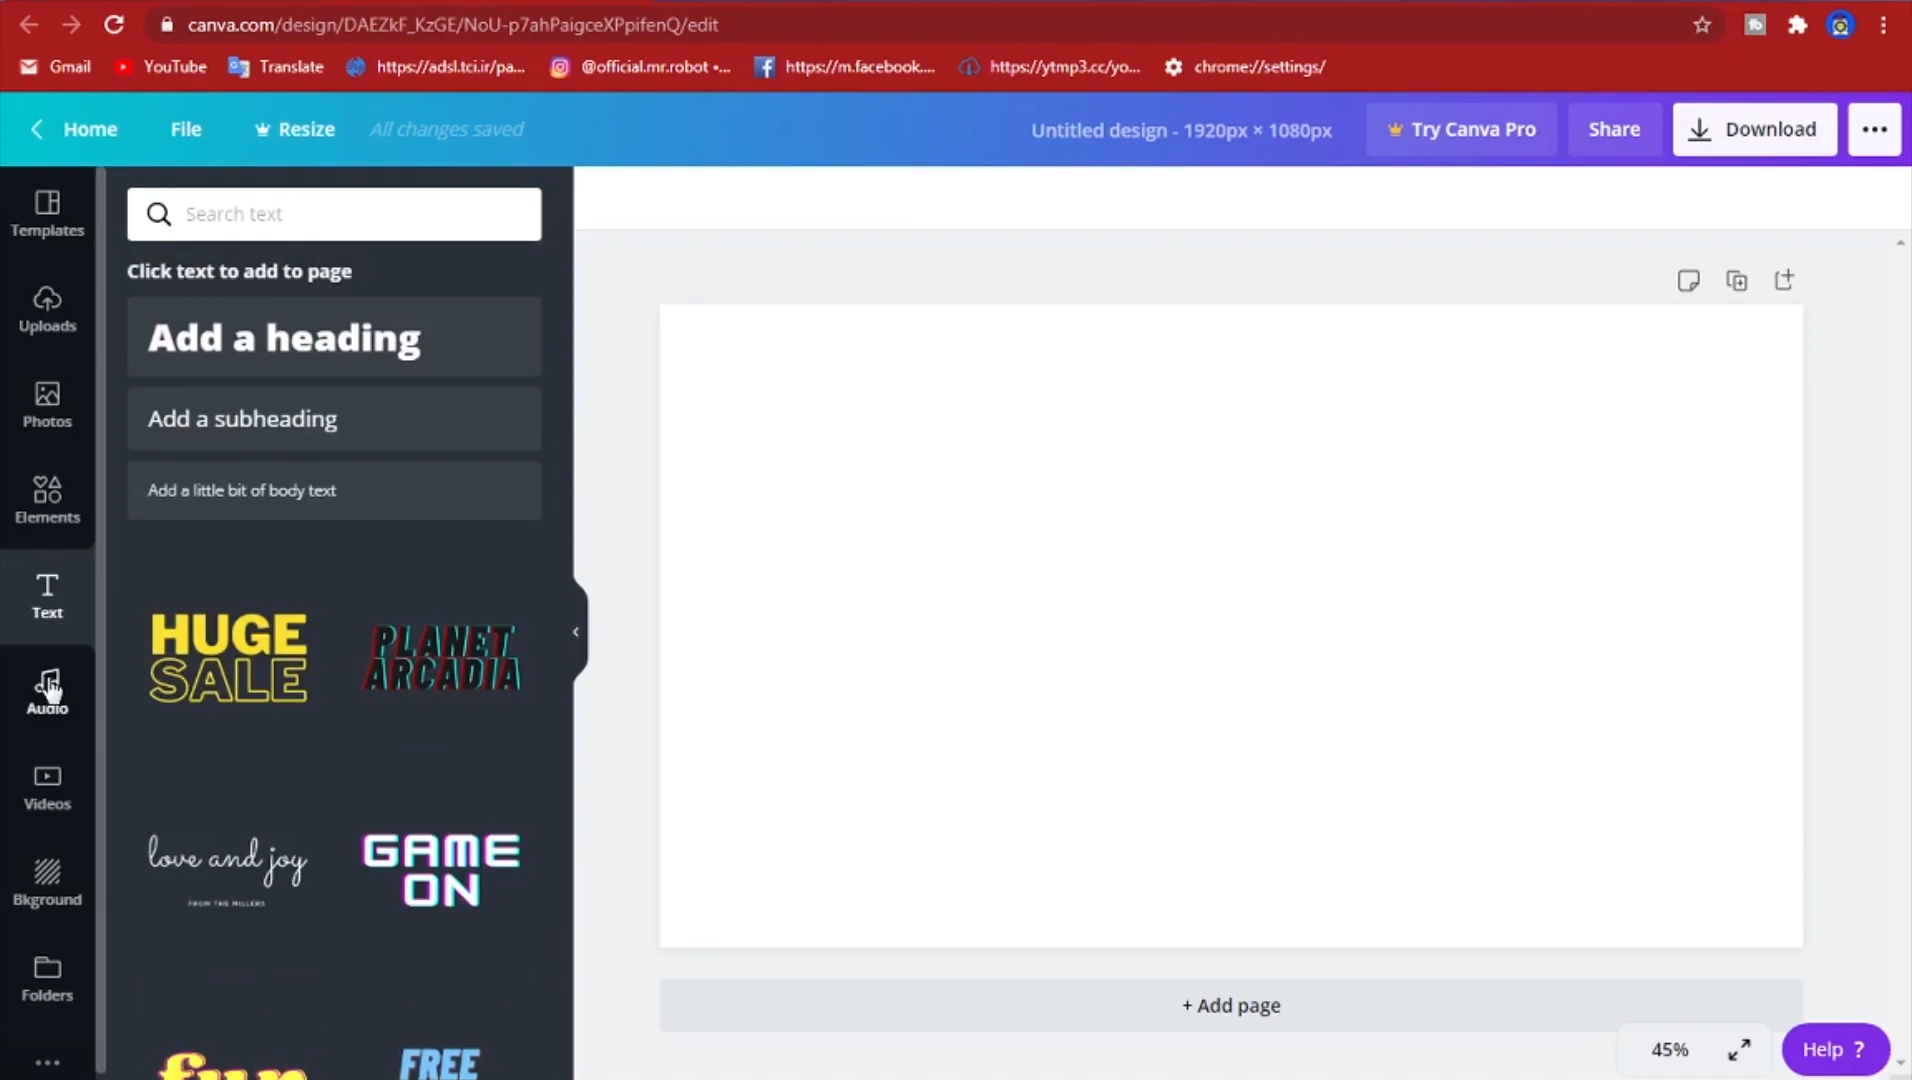 canva.com/design/DAEZkF_KzGE/NoU-p7ahPaigceXPpifenQ/edit
Gmail YouTube Translate https://adsl.tci.ir/pa... @official.mr.robot •... https://m.facebook.... https://ytmp3.cc/yo... chrome://settings/
Home File Resize All changes saved Untitled design - 1920px × 1080px Try Canva Pro Share Download
Templates
Uploads
Photos
Elements
Text
Audio
Videos
Bkground
Folders
Search text
Click text to add to page
Add a heading
Add a subheading
Add a little bit of body text
HUGE
SALE
PLANET
ARCADIA
love and joy
FROM THE MILLERS
GAME
ON
fun
FREE
+ Add page
45%
Help ?